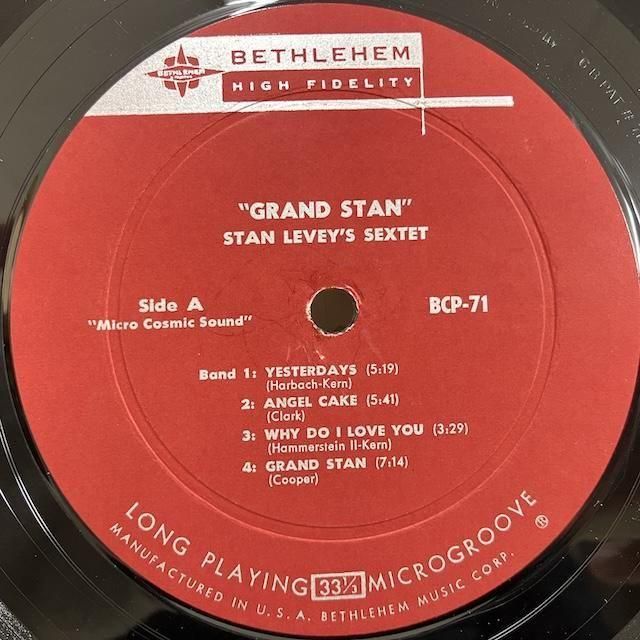 BETHLEHEM
BETHLEHEM
HIGH FIDELITY
"GRAND STAN"
STAN LEVEY'S SEXTET
Side A
"Micro Cosmic Sound"
BCP-71
Band 1: YESTERDAYS (5:19)
(Harbach-Kern)
2: ANGEL CAKE (5:41)
(Clark)
3: WHY DO I LOVE YOU (3:29)
(Hammerstein II-Kern)
4: GRAND STAN (7:14)
(Cooper)
LONG PLAYING 33⅓ MICROGROOVE ®
MANUFACTURED IN U.S.A. BETHLEHEM MUSIC CORP.